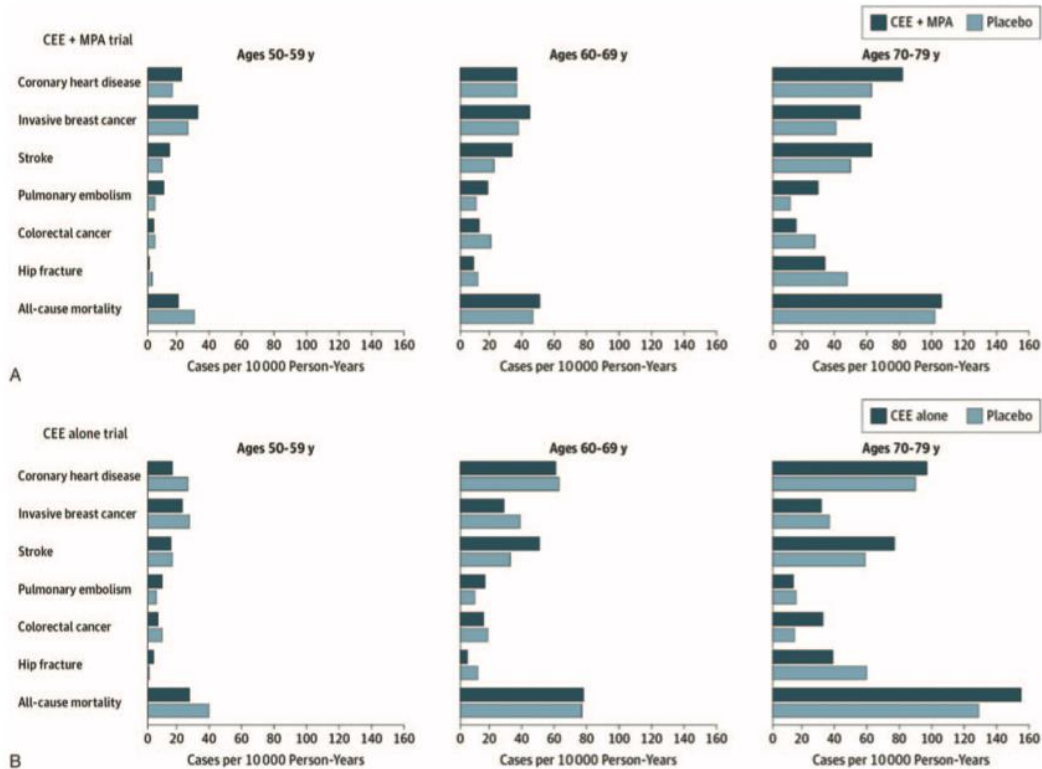 CEE + MPA Placebo
CEE + MPA trial
Ages 50-59 y Ages 60-69 y Ages 70-79 y
Coronary heart disease
Invasive breast cancer
Stroke
Pulmonary embolism
Colorectal cancer
Hip fracture
All-cause mortality
0 20 40 60 80 100 120 140 160 0 20 40 60 80 100 120 140 160 0 20 40 60 80 100 120 140 160
Cases per 10 000 Person-Years Cases per 10 000 Person-Years Cases per 10 000 Person-Years
A
CEE alone Placebo
CEE alone trial
Ages 50-59 y Ages 60-69 y Ages 70-79 y
Coronary heart disease
Invasive breast cancer
Stroke
Pulmonary embolism
Colorectal cancer
Hip fracture
All-cause mortality
0 20 40 60 80 100 120 140 160 0 20 40 60 80 100 120 140 160 0 20 40 60 80 100 120 140 160
Cases per 10 000 Person-Years Cases per 10 000 Person-Years Cases per 10 000 Person-Years
B